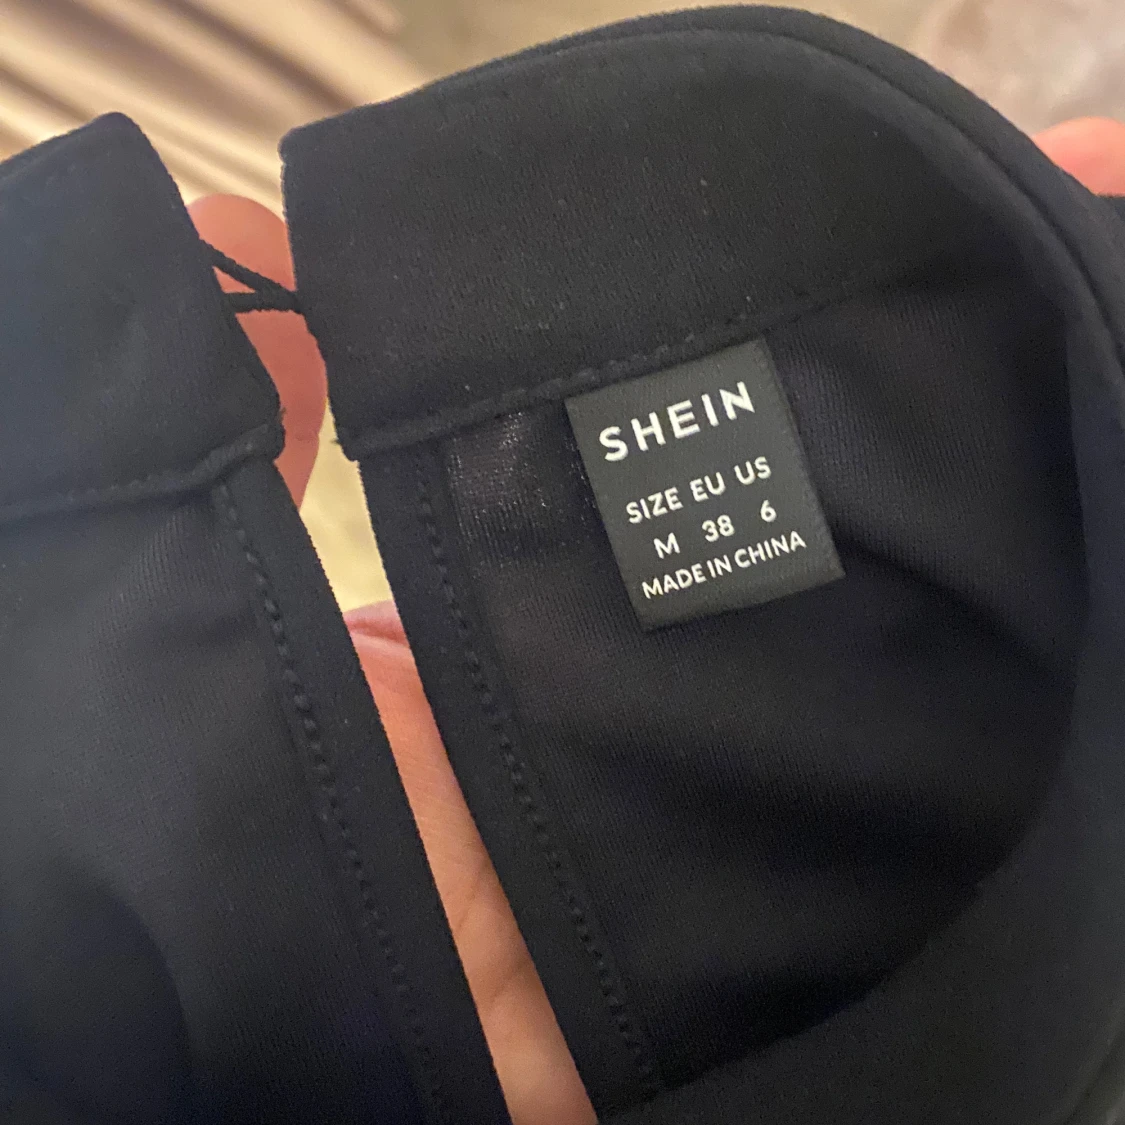 SHEIN
SIZE EU US
M 38 6
MADE IN CHINA